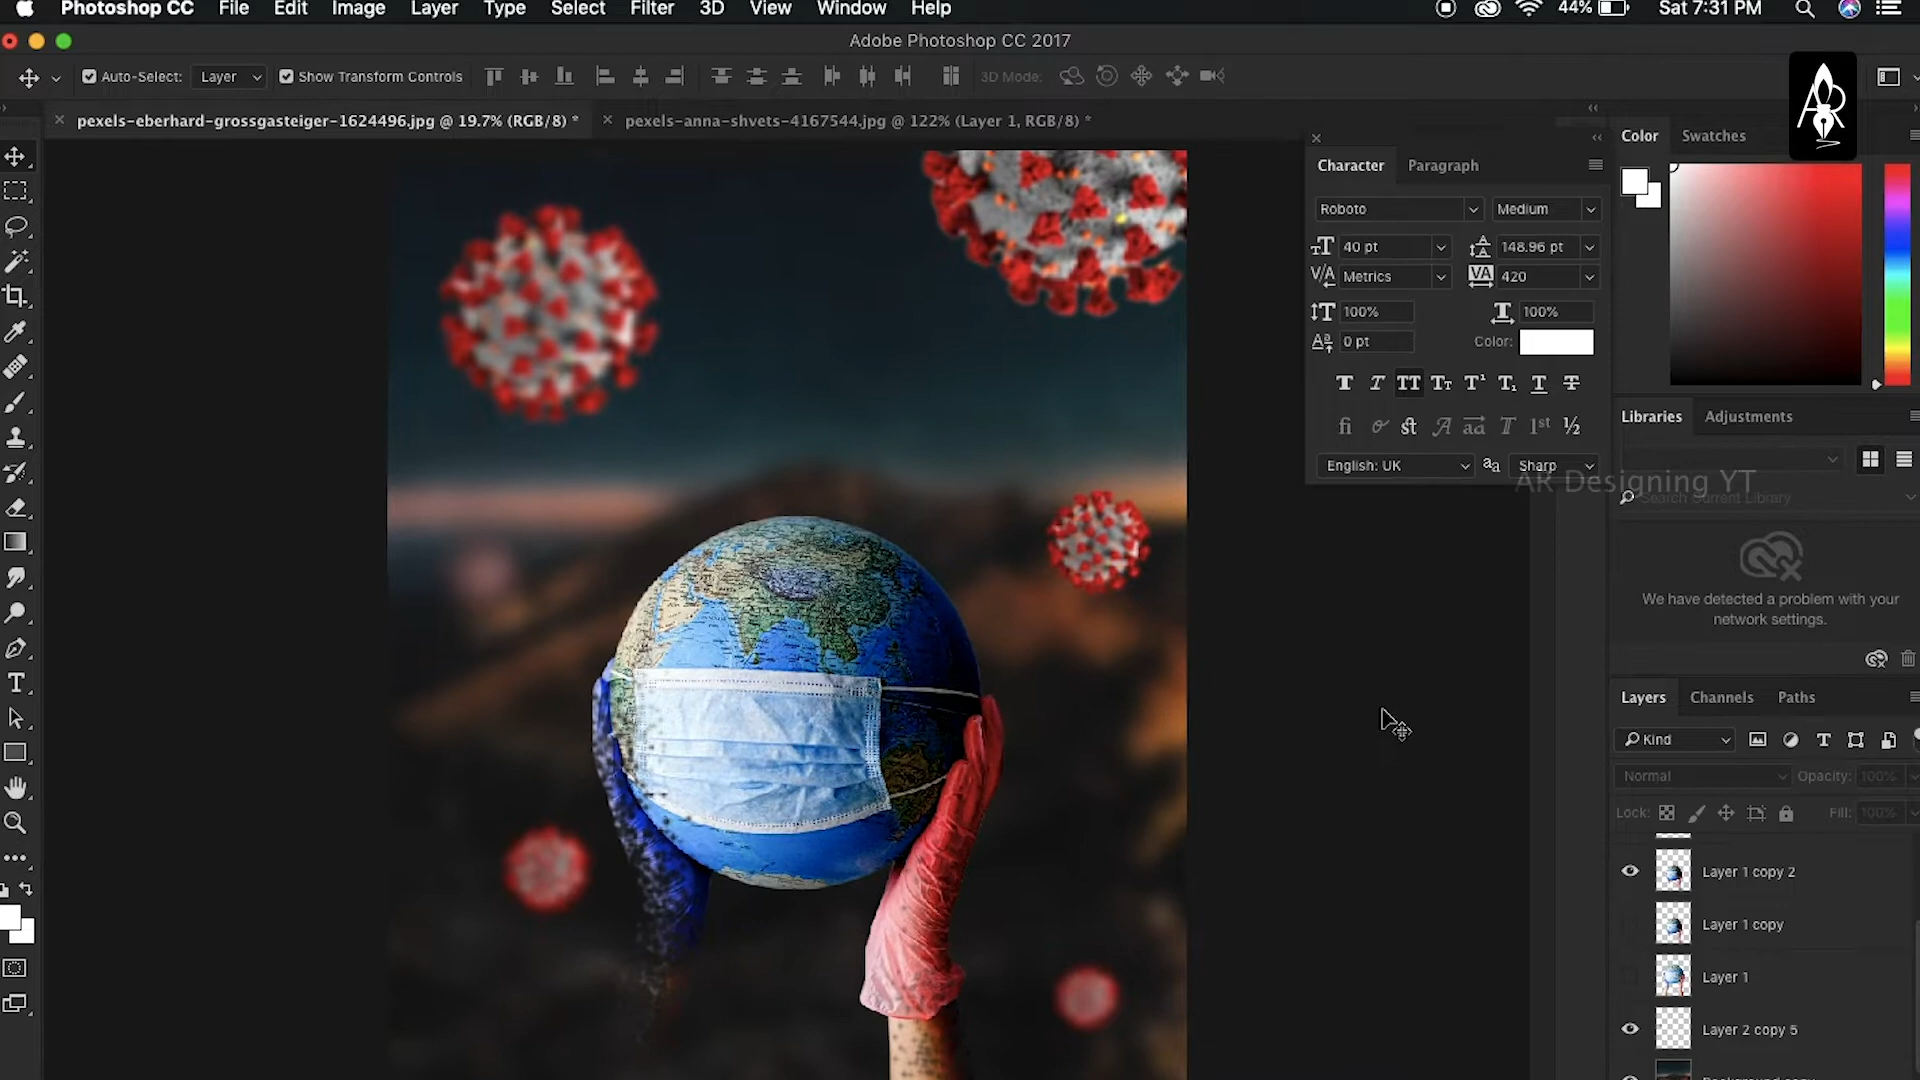 Photoshop CC File Edit Image Layer Type Select Filter 3D View Window Help 44% Sat 7:31 PM
Adobe Photoshop CC 2017
Auto-Select: Layer Show Transform Controls 3D Mode:
pexels-eberhard-grossgasteiger-1624496.jpg @ 19.7% (RGB/8) * pexels-anna-shvets-4167544.jpg @ 122% (Layer 1, RGB/8) *
Color Swatches
Character Paragraph
Roboto Medium
40 pt 148.96 pt
Metrics 420
100% 100%
0 pt Color:
Libraries Adjustments
English: UK Sharp
AR Designing YT
Search Current Library
We have detected a problem with your
network settings.
Layers Channels Paths
Kind
Normal Opacity: 100%
Lock: Fill: 100%
Layer 1 copy 2
Layer 1 copy
Layer 1
Layer 2 copy 5